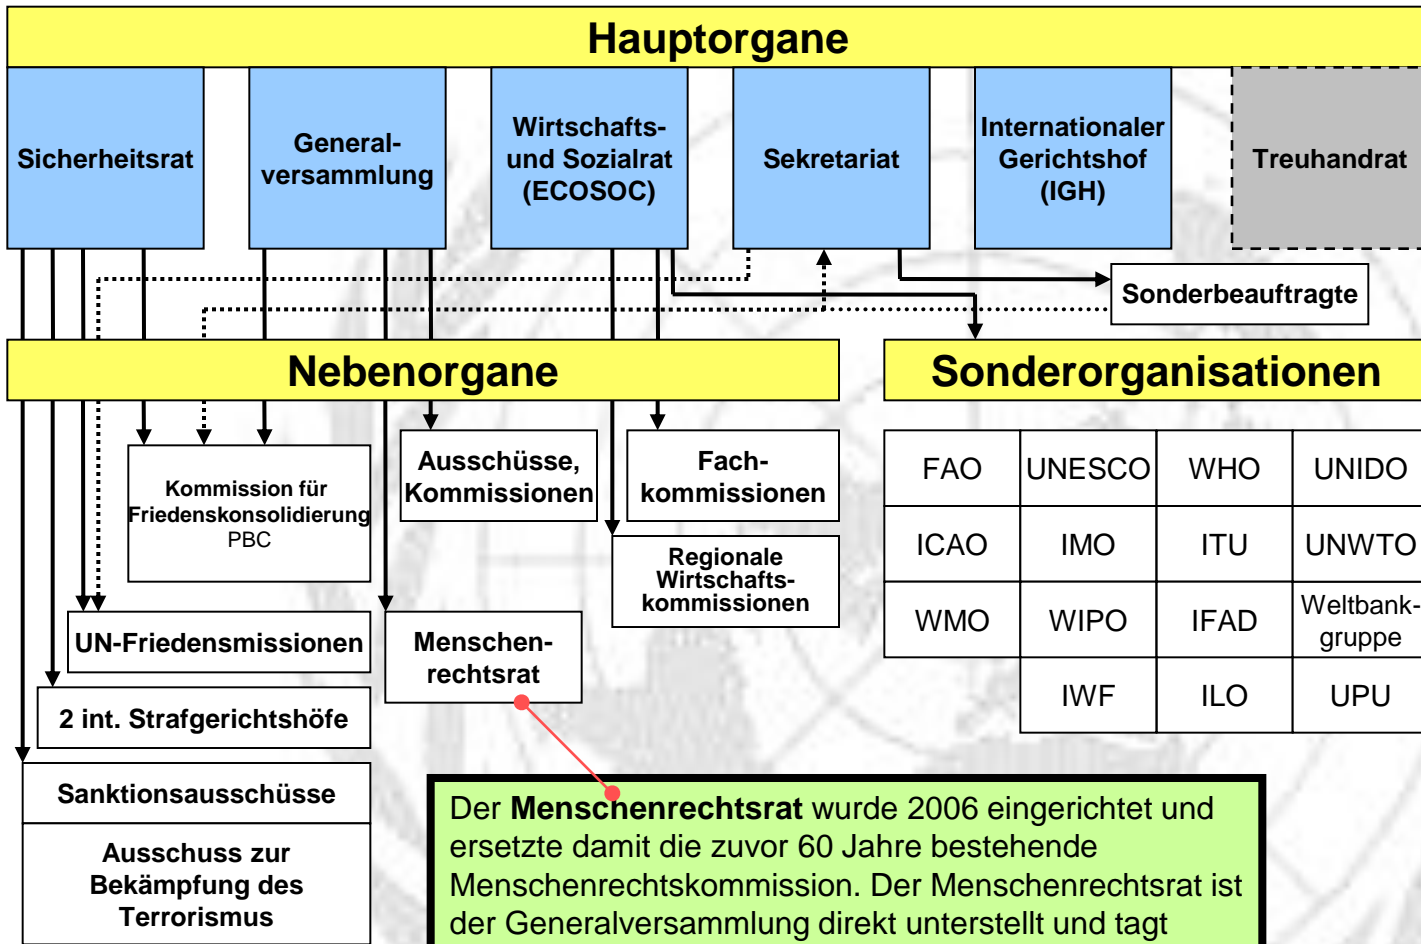 Hauptorgane
Sicherheitsrat
General-
versammlung
Wirtschafts-
und Sozialrat
(ECOSOC)
Sekretariat
Internationaler
Gerichtshof
(IGH)
Treuhandrat
Sonderbeauftragte
Nebenorgane
Sonderorganisationen
Kommission für
Friedenskonsolidierung
PBC
Ausschüsse,
Kommissionen
Fach-
kommissionen
Regionale
Wirtschafts-
kommissionen
UN-Friedensmissionen
Menschen-
rechtsrat
2 int. Strafgerichtshöfe
Sanktionsausschüsse
Ausschuss zur
Bekämpfung des
Terrorismus
FAO UNESCO WHO UNIDO
ICAO IMO ITU UNWTO
WMO WIPO IFAD Weltbank-
gruppe
IWF ILO UPU
Der Menschenrechtsrat wurde 2006 eingerichtet und
ersetzte damit die zuvor 60 Jahre bestehende
Menschenrechtskommission. Der Menschenrechtsrat ist
der Generalversammlung direkt unterstellt und tagt